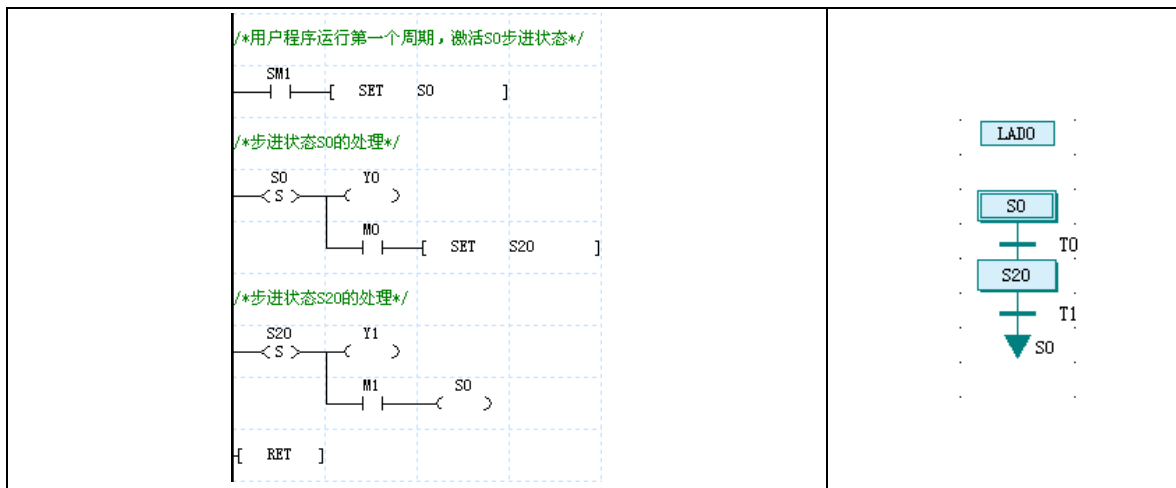 /*用户程序运行第一个周期，激活S0步进状态*/
SM1
[ SET S0 ]
/*步进状态S0的处理*/
S0 Y0
S
M0
[ SET S20 ]
/*步进状态S20的处理*/
S20 Y1
S
M1 S0
[ RET ]
LAD0
S0
T0
S20
T1
S0